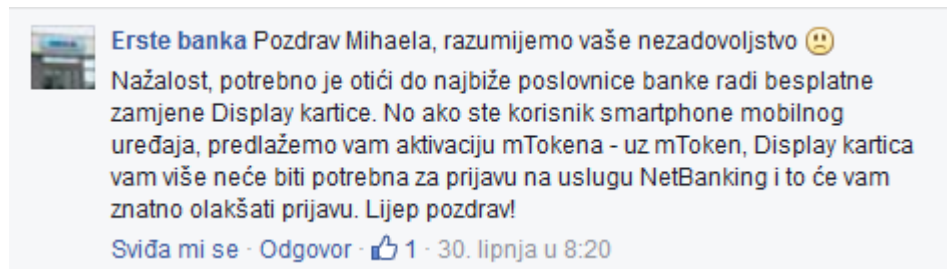 Erste banka Pozdrav Mihaela, razumijemo vaše nezadovoljstvo
Nažalost, potrebno je otići do najbiže poslovnice banke radi besplatne
zamjene Display kartice. No ako ste korisnik smartphone mobilnog
uređaja, predlažemo vam aktivaciju mTokena - uz mToken, Display kartica
vam više neće biti potrebna za prijavu na uslugu NetBanking i to će vam
znatno olakšati prijavu. Lijep pozdrav!
Sviđa mi se · Odgovor · 1 · 30. lipnja u 8:20